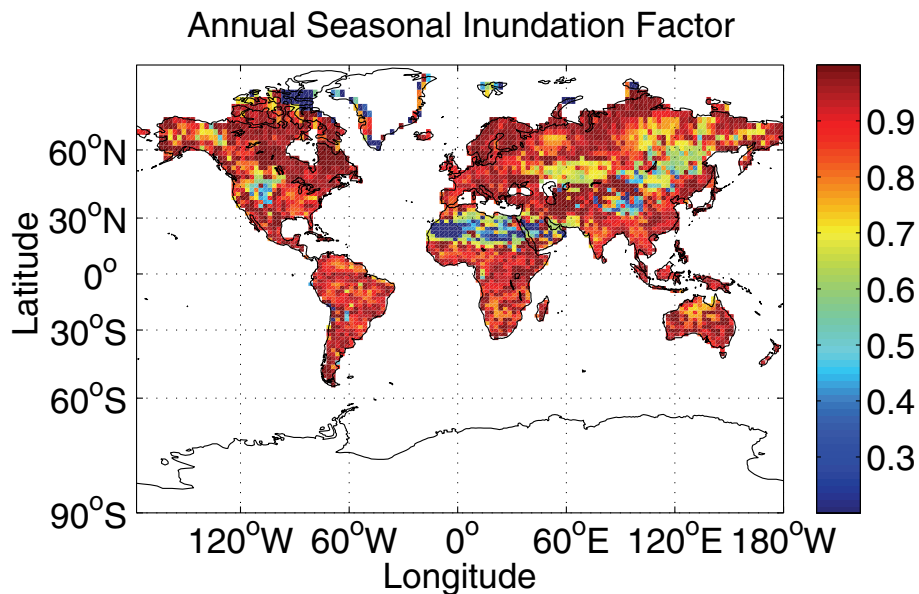 Annual Seasonal Inundation Factor
60°N
30°N
0°
30°S
60°S
90°S
Latitude
120°W 60°W 0° 60°E 120°E 180°W
Longitude
0.9
0.8
0.7
0.6
0.5
0.4
0.3